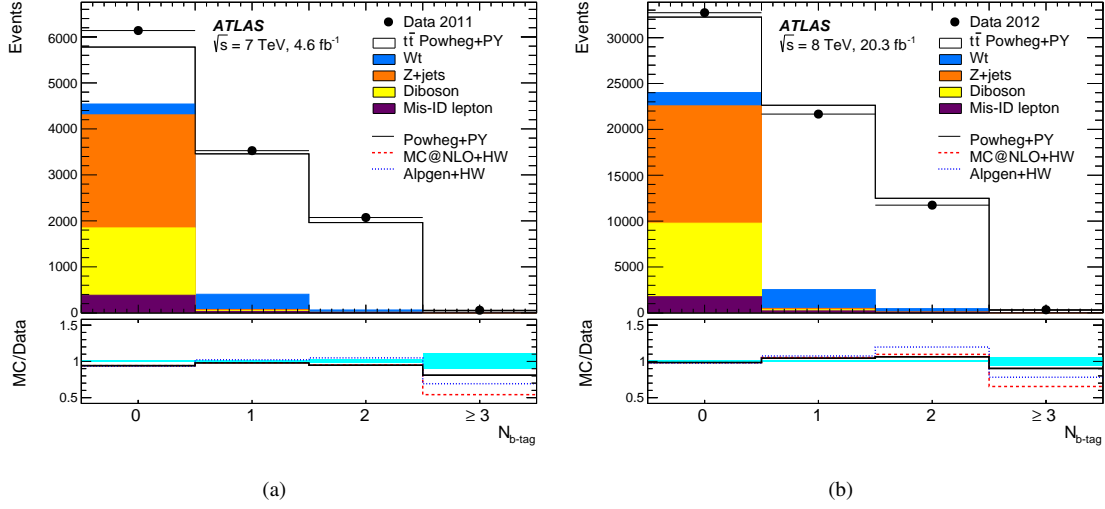 Events
6000
5000
4000
3000
2000
1000
0
ATLAS
√s = 7 TeV, 4.6 fb⁻¹
Data 2011
tt̄ Powheg+PY
Wt
Z+jets
Diboson
Mis-ID lepton
Powheg+PY
MC@NLO+HW
Alpgen+HW
MC/Data
1.5
1
0.5
0 1 2 ≥ 3
N_b-tag
(a)
Events
30000
25000
20000
15000
10000
5000
0
ATLAS
√s = 8 TeV, 20.3 fb⁻¹
Data 2012
tt̄ Powheg+PY
Wt
Z+jets
Diboson
Mis-ID lepton
Powheg+PY
MC@NLO+HW
Alpgen+HW
MC/Data
1.5
1
0.5
0 1 2 ≥ 3
N_b-tag
(b)